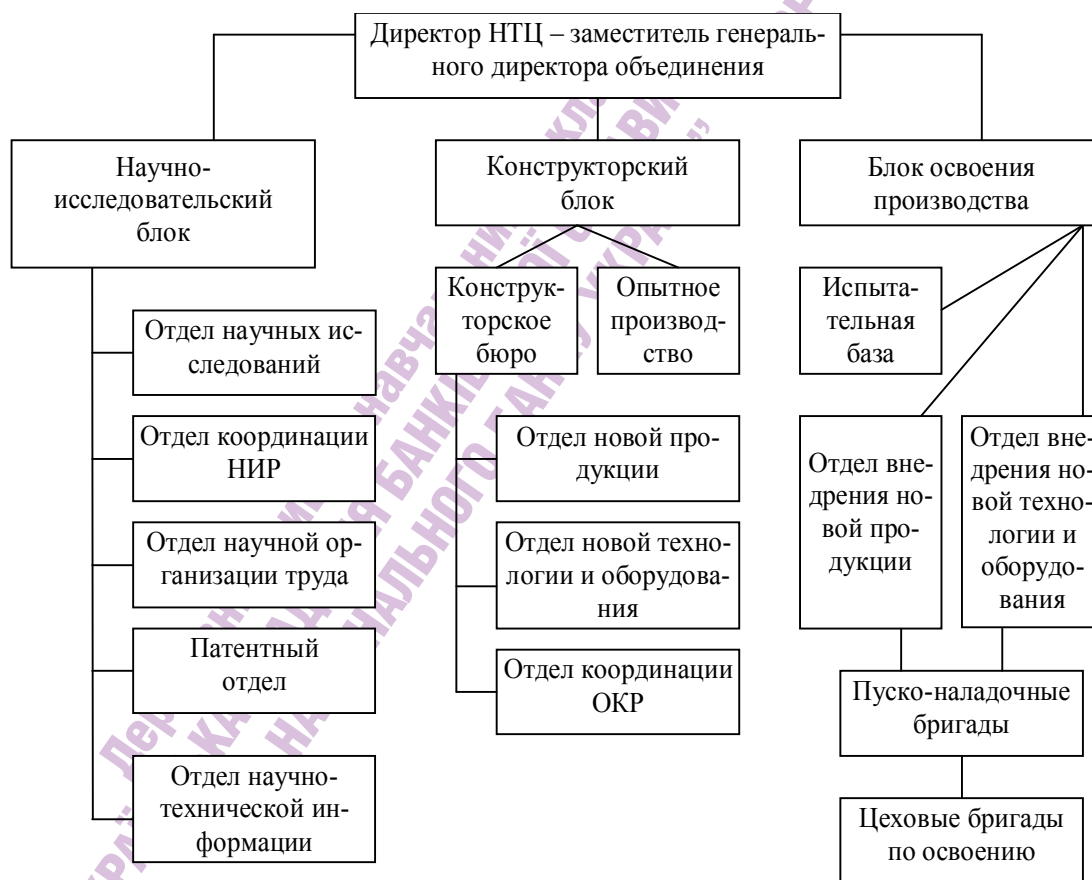 Директор НТЦ – заместитель генераль-
ного директора объединения
Научно-
исследовательский
блок
Отдел научных ис-
следований
Отдел координации
НИР
Отдел научной ор-
ганизации труда
Патентный
отдел
Отдел научно-
технической ин-
формации
Конструкторский
блок
Конструк-
торское
бюро
Опытное
производ-
ство
Отдел новой про-
дукции
Отдел новой техно-
логии и оборудова-
ния
Отдел координации
ОКР
Блок освоения
производства
Испыта-
тельная
база
Отдел вне-
дрения но-
вой про-
дукции
Отдел вне-
дрения но-
вой техно-
логии и
оборудо-
вания
Пуско-наладочные
бригады
Цеховые бригады
по освоению